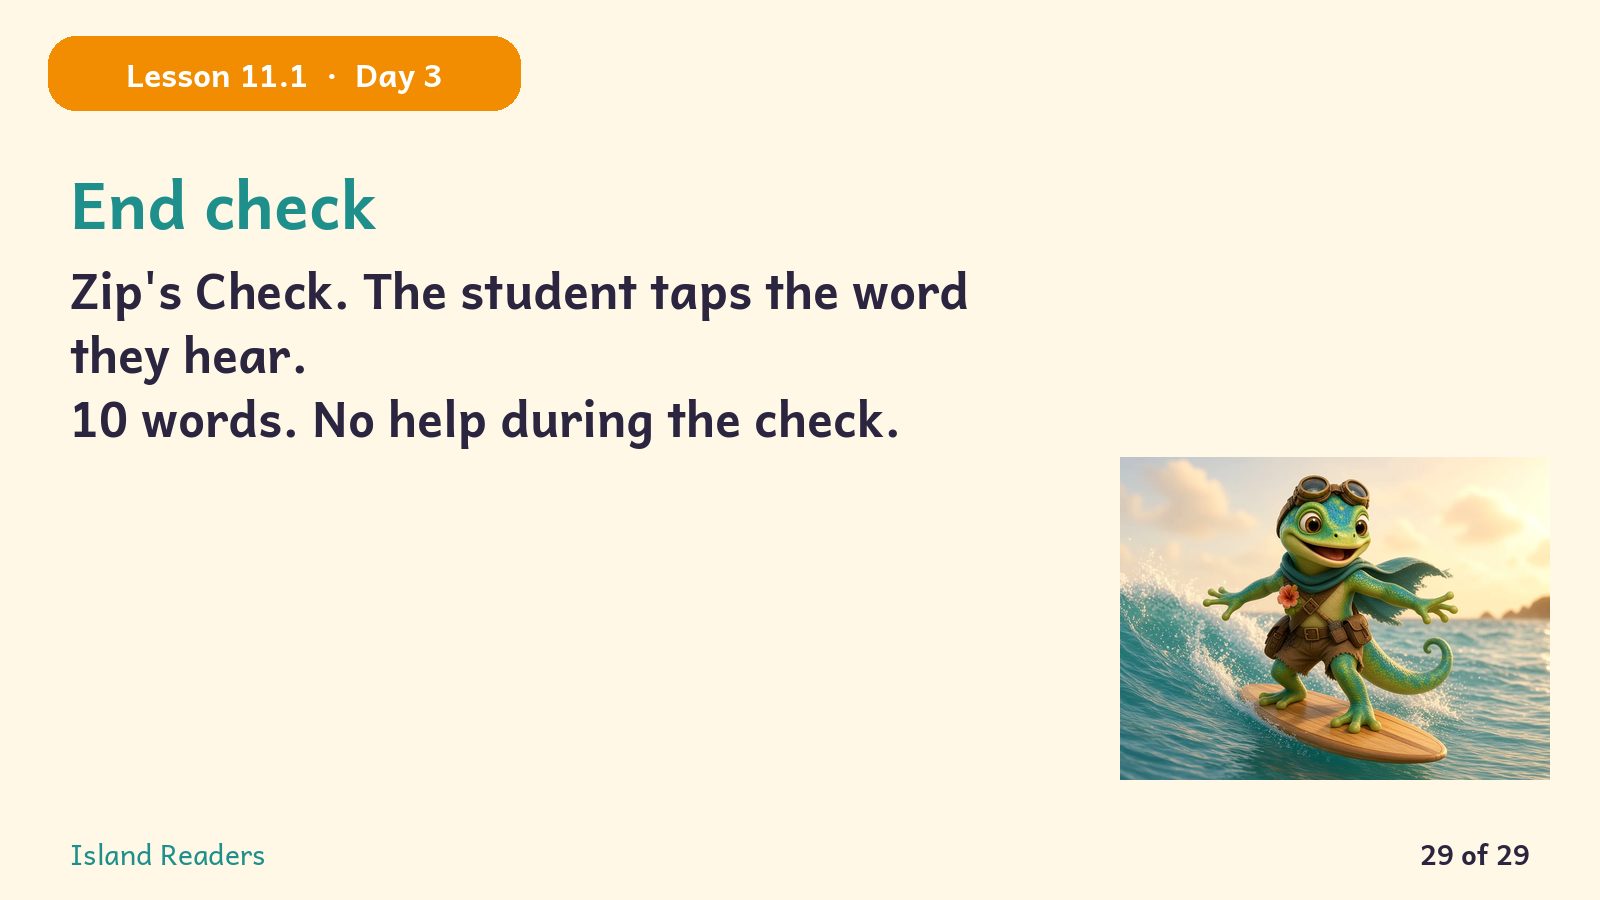 Lesson 11.1 · Day 3
End check
Zip's Check. The student taps the word
they hear.
10 words. No help during the check.
Island Readers
29 of 29